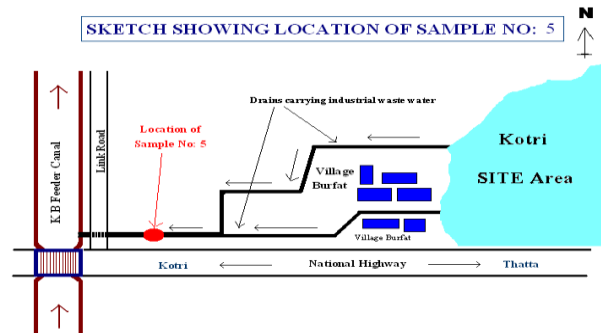 SKETCH SHOWING LOCATION OF SAMPLE NO: 5
N
Drains carrying industrial waste water
Location of
Sample No: 5
Link Road
KB Feeder Canal
Kotri
SITE Area
Village
Burfat
Village Burfat
Kotri
National Highway
Thatta